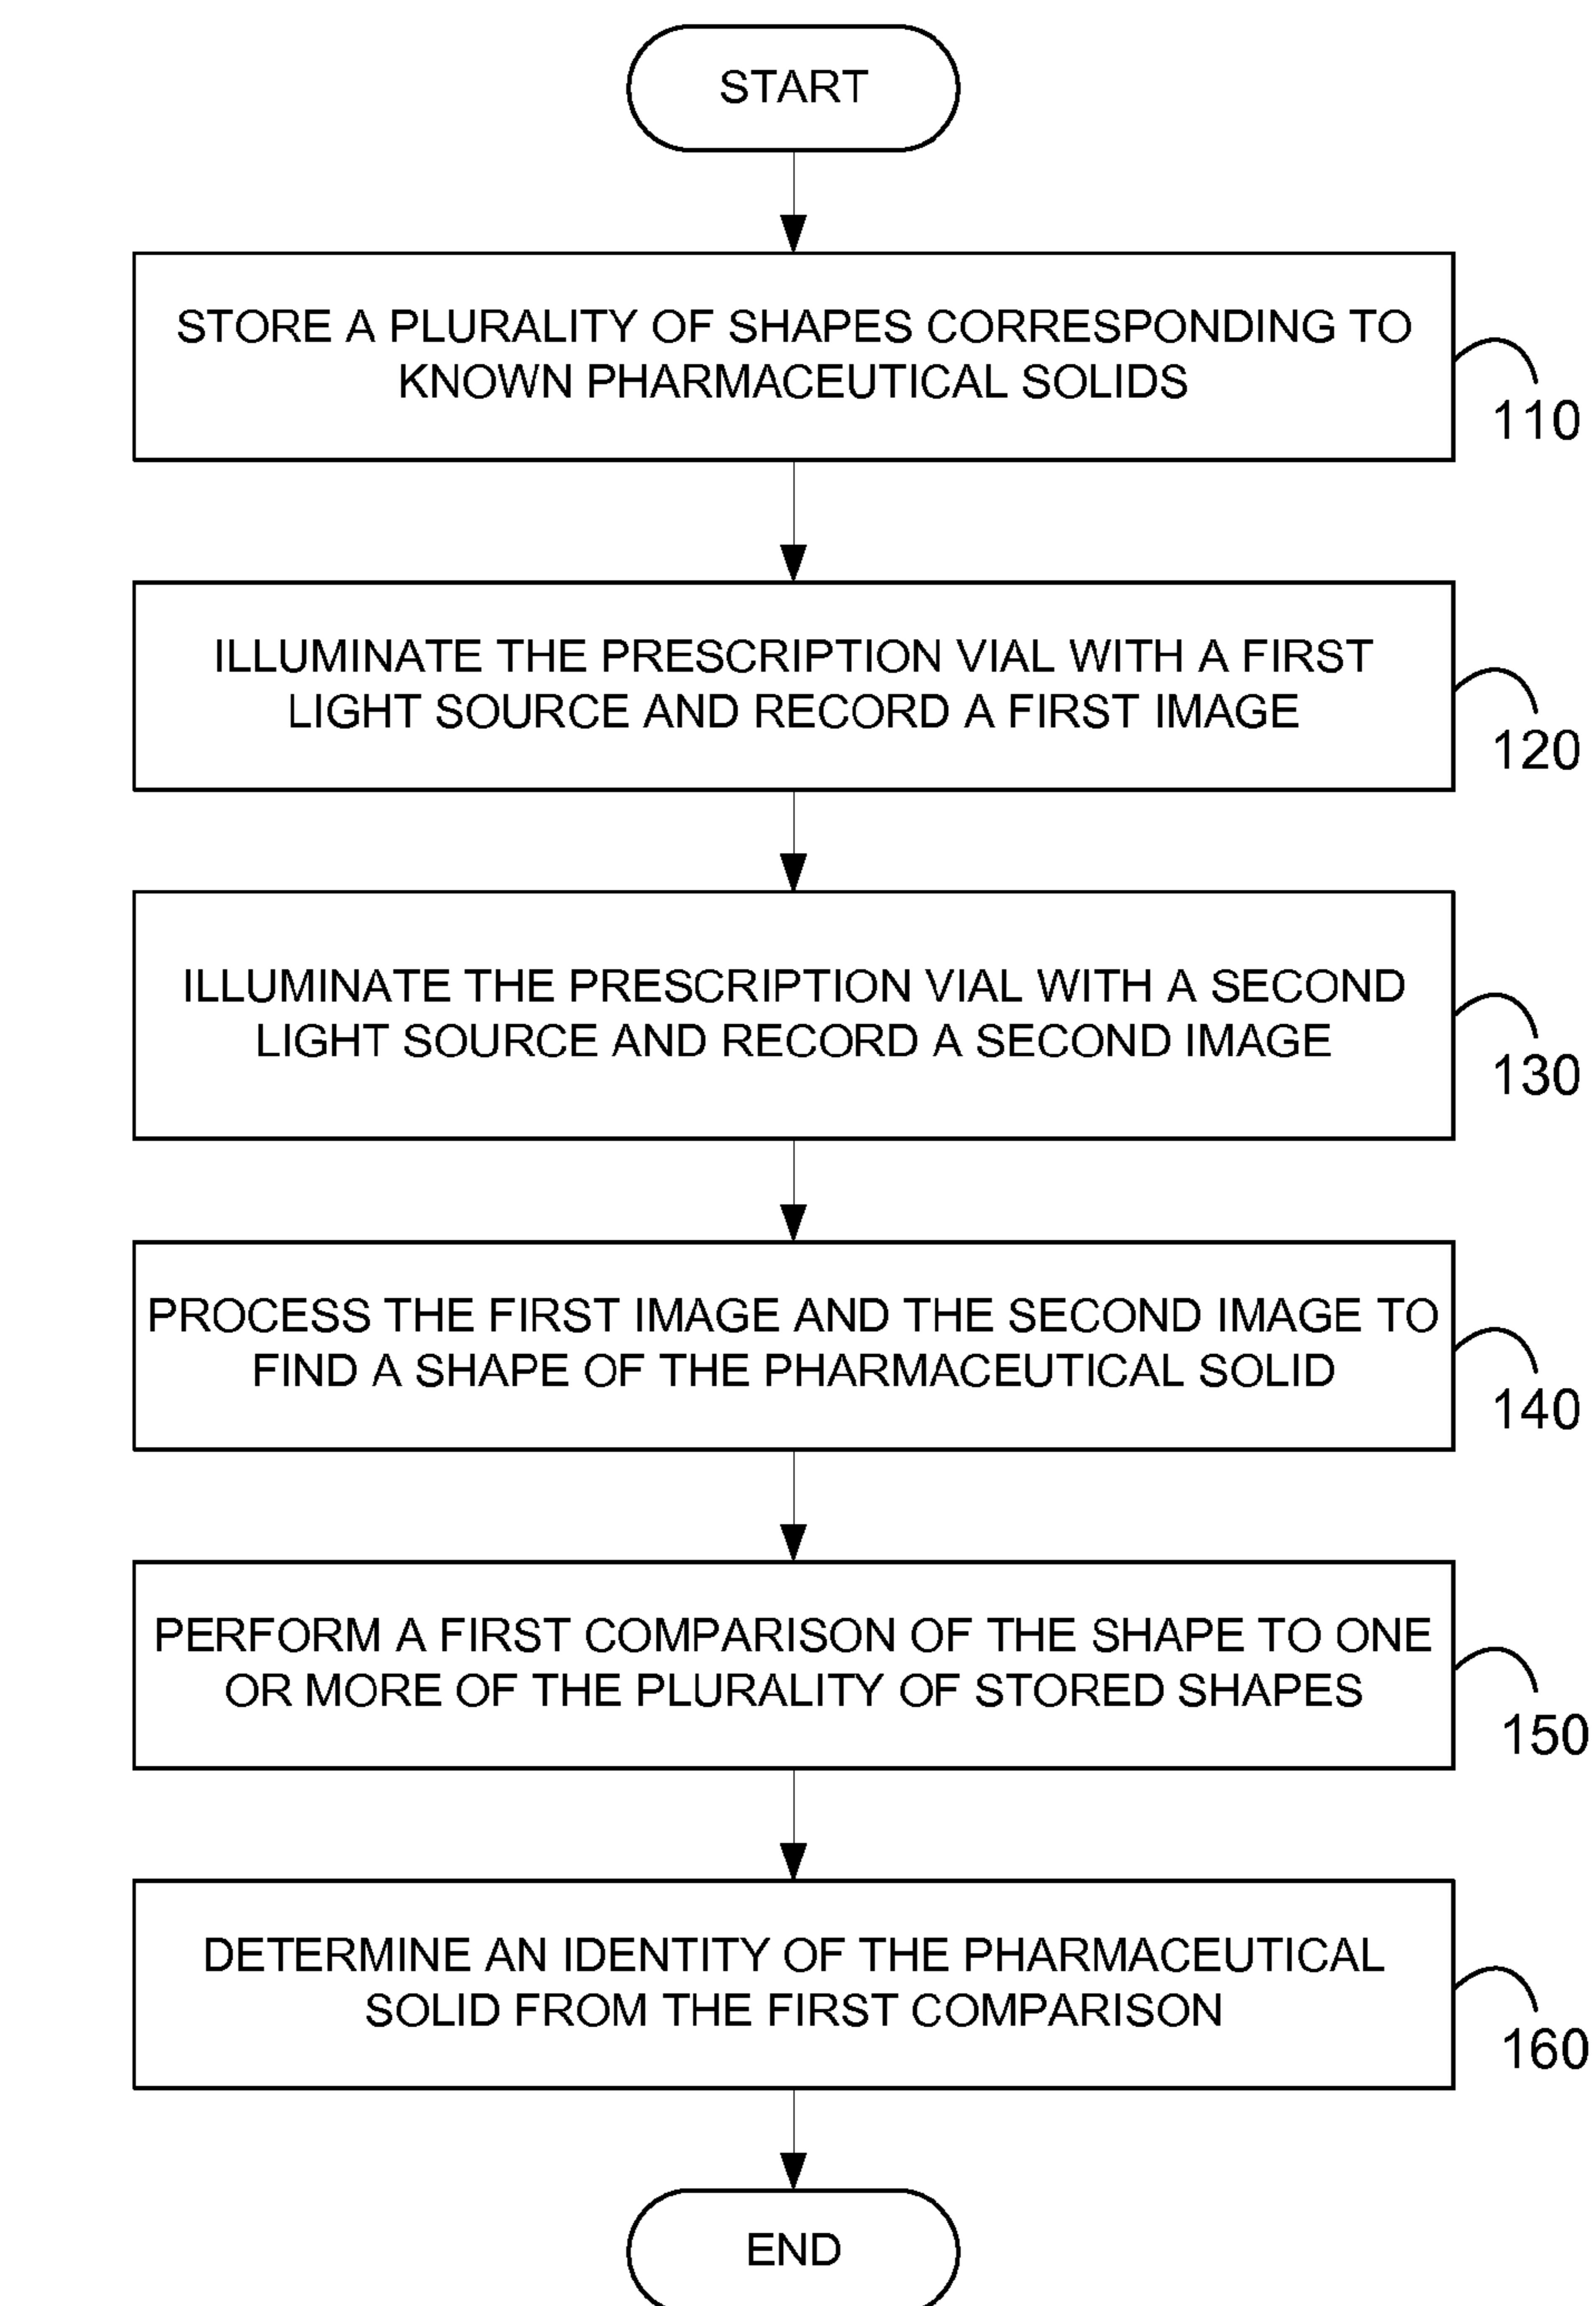 START
STORE A PLURALITY OF SHAPES CORRESPONDING TO
KNOWN PHARMACEUTICAL SOLIDS
110
ILLUMINATE THE PRESCRIPTION VIAL WITH A FIRST
LIGHT SOURCE AND RECORD A FIRST IMAGE
120
ILLUMINATE THE PRESCRIPTION VIAL WITH A SECOND
LIGHT SOURCE AND RECORD A SECOND IMAGE
130
PROCESS THE FIRST IMAGE AND THE SECOND IMAGE TO
FIND A SHAPE OF THE PHARMACEUTICAL SOLID
140
PERFORM A FIRST COMPARISON OF THE SHAPE TO ONE
OR MORE OF THE PLURALITY OF STORED SHAPES
150
DETERMINE AN IDENTITY OF THE PHARMACEUTICAL
SOLID FROM THE FIRST COMPARISON
160
END